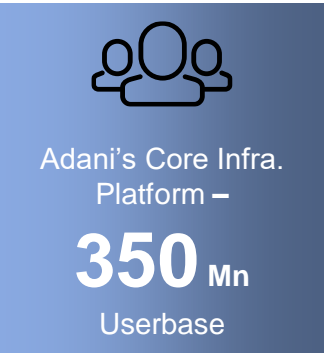 Adani’s Core Infra.
Platform –
350 Mn
Userbase